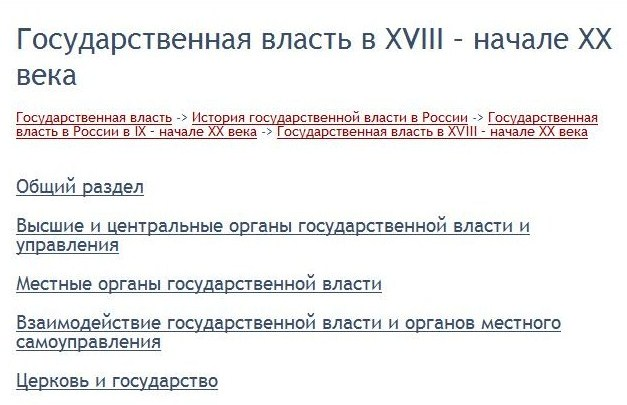 Государственная власть в XVIII – начале XX
века
Государственная власть -> История государственной власти в России -> Государственная
власть в России в IX – начале XX века -> Государственная власть в XVIII – начале XX века
Общий раздел
Высшие и центральные органы государственной власти и
управления
Местные органы государственной власти
Взаимодействие государственной власти и органов местного
самоуправления
Церковь и государство